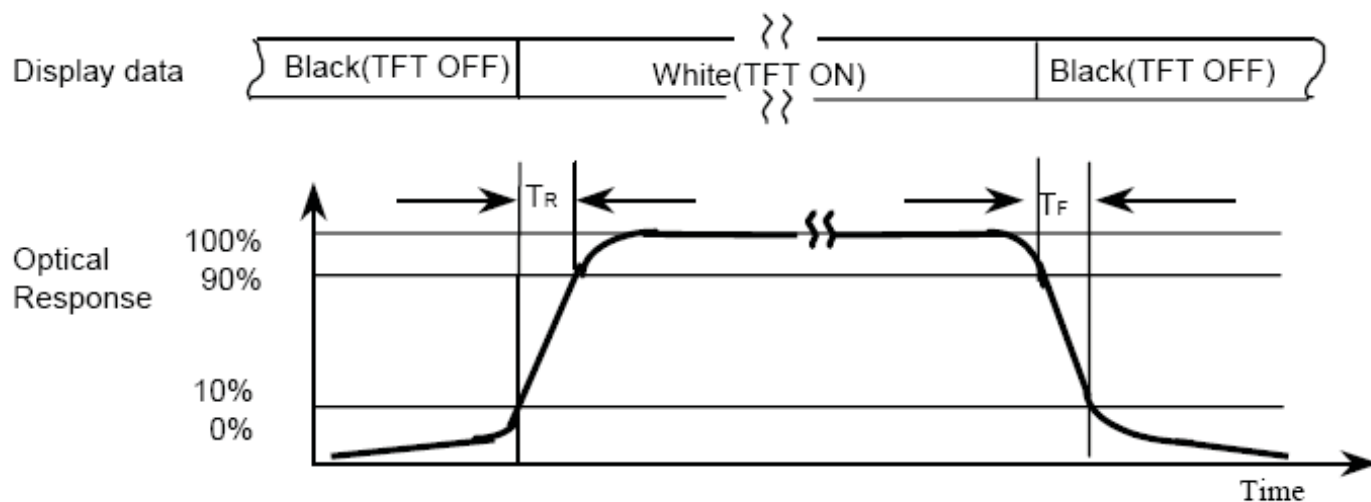 Display data
Black(TFT OFF)
White(TFT ON)
Black(TFT OFF)
TR
TF
Optical
Response
100%
90%
10%
0%
Time